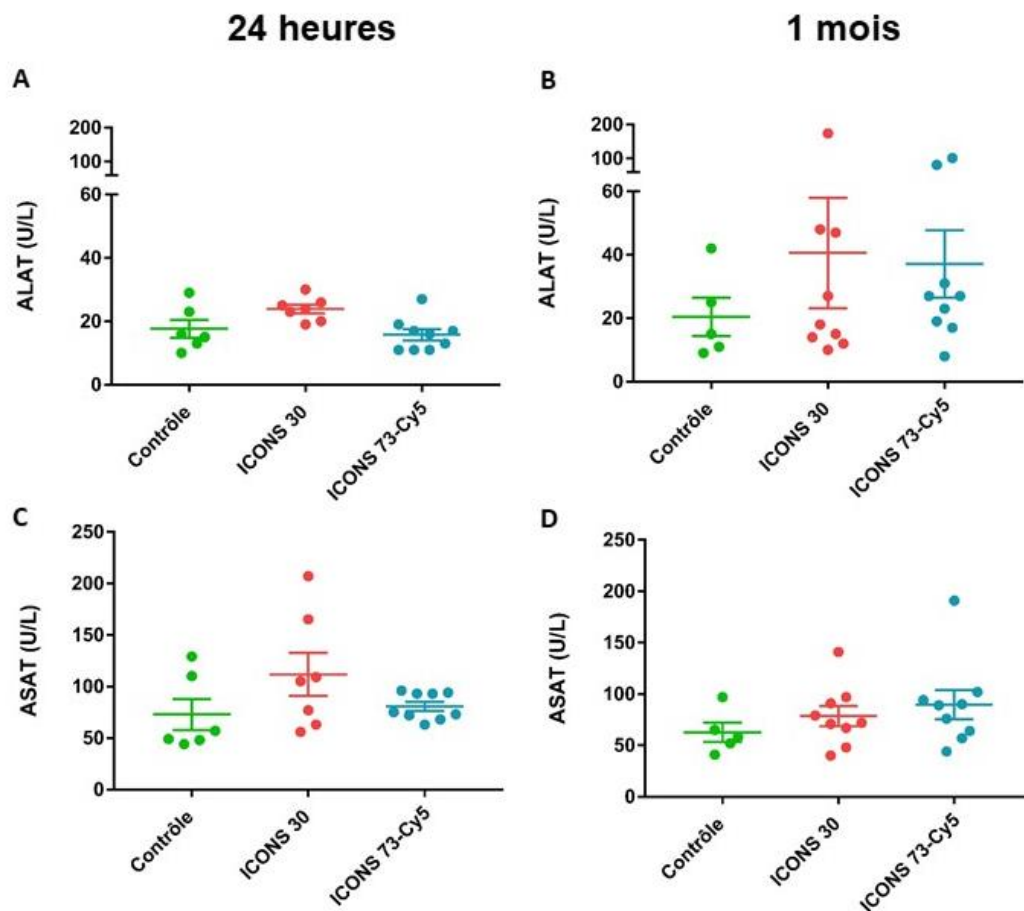 24 heures
1 mois
A
200
100
60
40
20
0
ALAT (U/L)
Contrôle
ICONS 30
ICONS 73-Cy5
B
200
100
60
40
20
0
ALAT (U/L)
Contrôle
ICONS 30
ICONS 73-Cy5
C
250
200
150
100
50
0
ASAT (U/L)
Contrôle
ICONS 30
ICONS 73-Cy5
D
250
200
150
100
50
0
ASAT (U/L)
Contrôle
ICONS 30
ICONS 73-Cy5